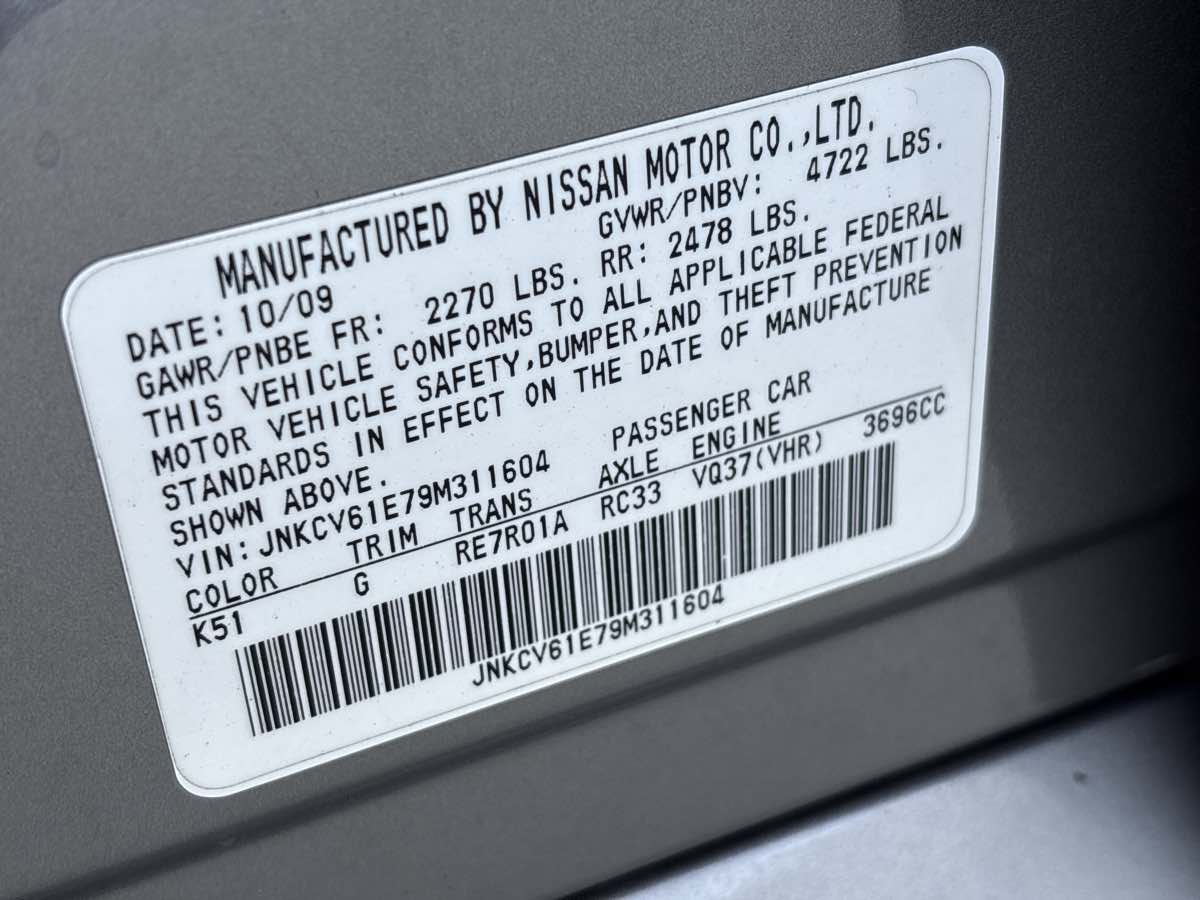 MANUFACTURED BY NISSAN MOTOR CO.,LTD.
DATE: 10/09 GVWR/PNBV: 4722 LBS.
GAWR/PNBE FR: 2270 LBS. RR: 2478 LBS.
THIS VEHICLE CONFORMS TO ALL APPLICABLE FEDERAL
MOTOR VEHICLE SAFETY,BUMPER,AND THEFT PREVENTION
STANDARDS IN EFFECT ON THE DATE OF MANUFACTURE
SHOWN ABOVE.
VIN: JNKCV61E79M311604 PASSENGER CAR
COLOR TRIM TRANS AXLE ENGINE
K51 G RE7R01A RC33 VQ37(VHR) 3696CC
JNKCV61E79M311604